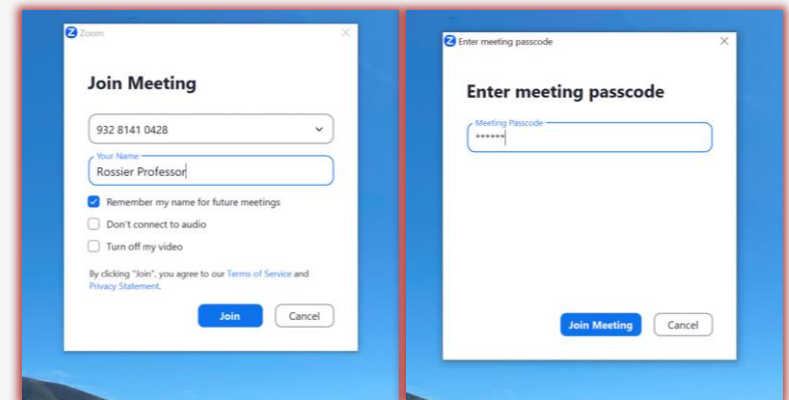 Zoom
Join Meeting
932 8141 0428
Your Name
Rossier Professor
Remember my name for future meetings
Don't connect to audio
Turn off my video
By clicking "Join", you agree to our Terms of Service and
Privacy Statement.
Join Cancel
Enter meeting passcode
Enter meeting passcode
Meeting Passcode
******
Join Meeting Cancel